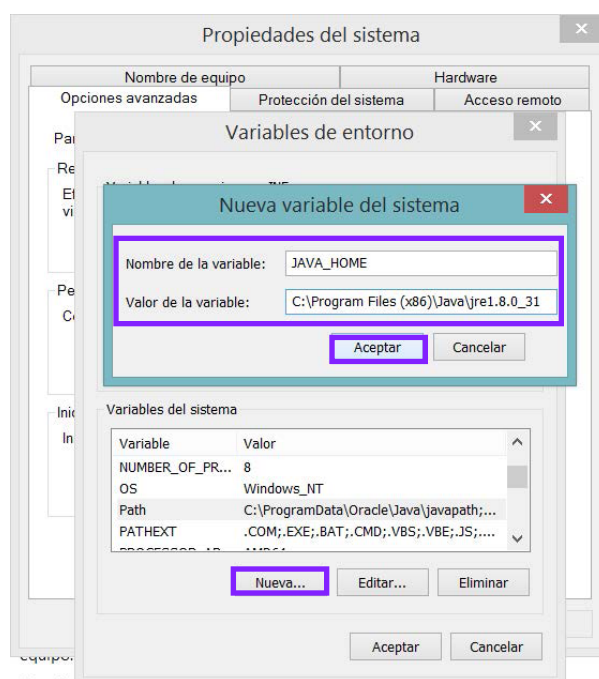 Propiedades del sistema
Nombre de equipo
Hardware
Opciones avanzadas
Protección del sistema
Acceso remoto
Variables de entorno
Nueva variable del sistema
Nombre de la variable: JAVA_HOME
Valor de la variable: C:\Program Files (x86)\Java\jre1.8.0_31
Aceptar Cancelar
Variables del sistema
Variable Valor
NUMBER_OF_PR... 8
OS Windows_NT
Path C:\ProgramData\Oracle\Java\javapath;...
PATHEXT .COM;.EXE;.BAT;.CMD;.VBS;.VBE;.JS;....
Nueva... Editar... Eliminar
Aceptar Cancelar